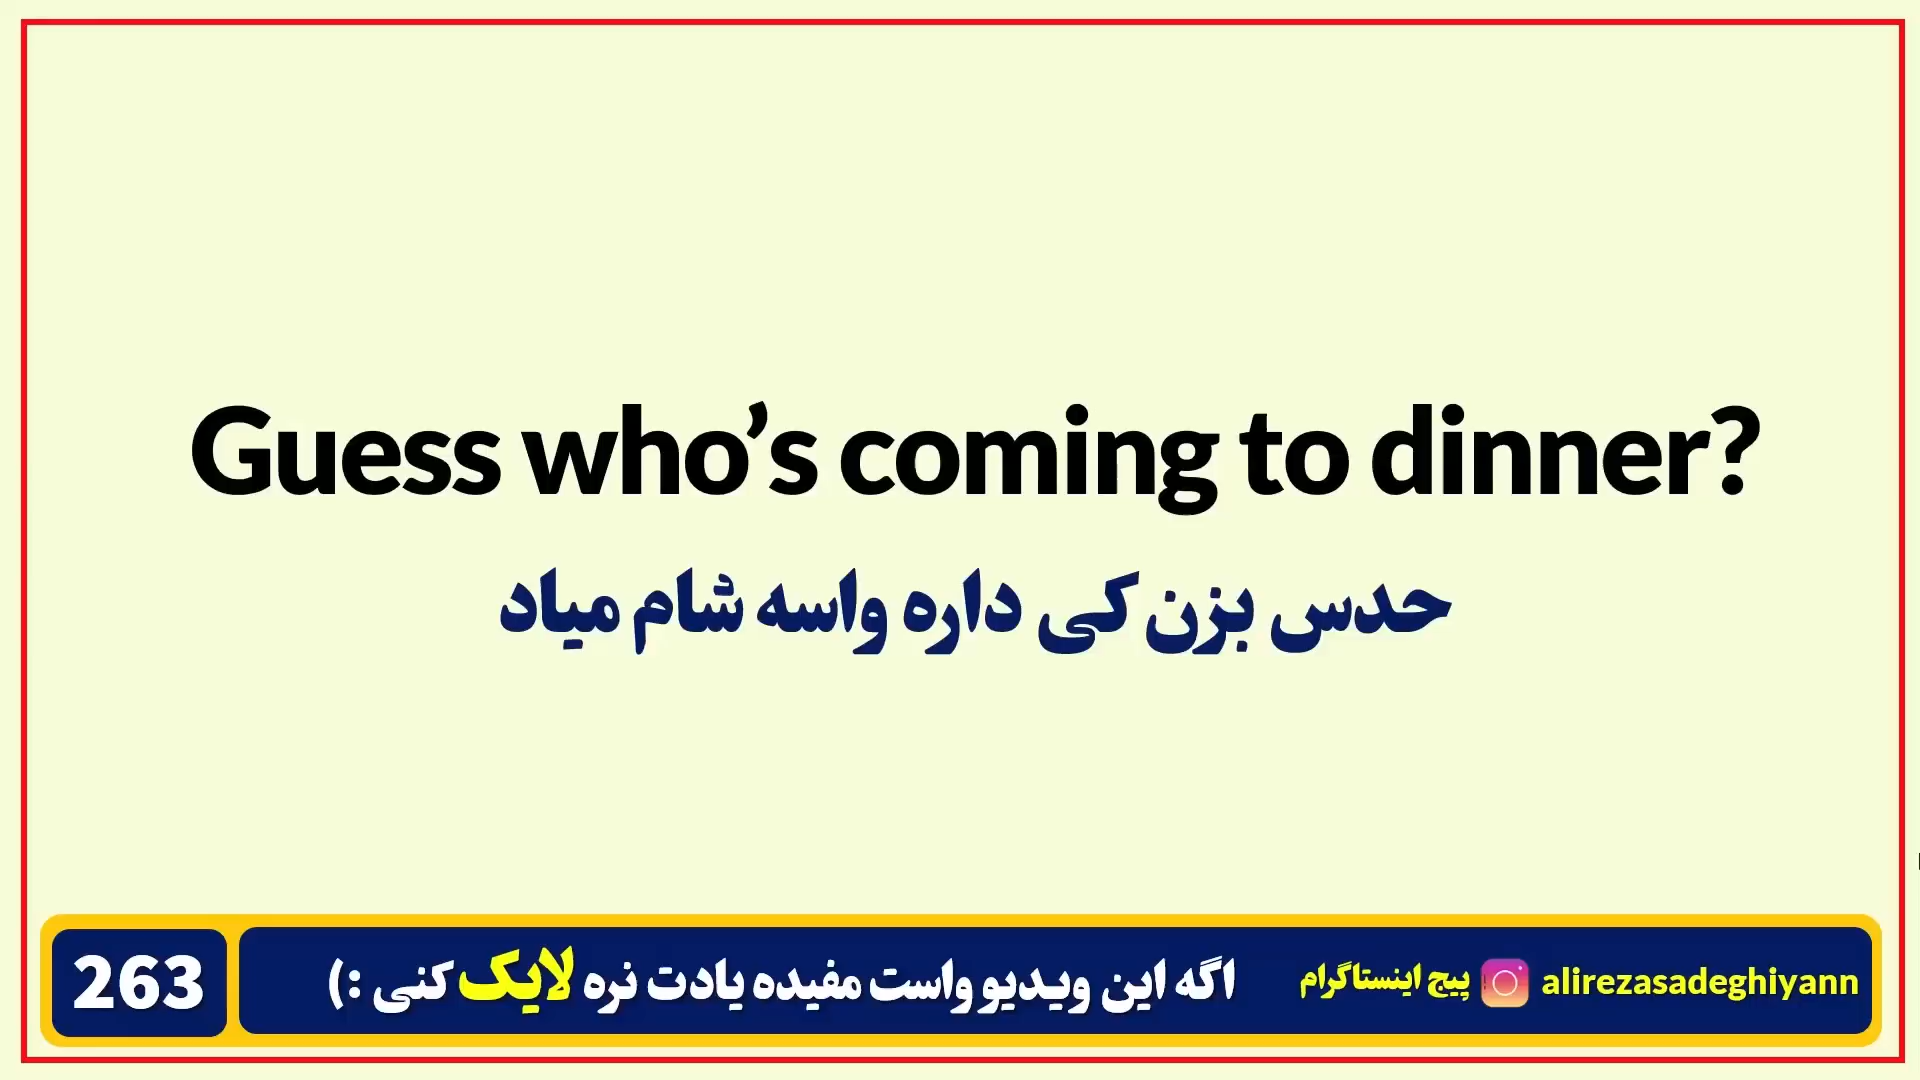 Guess who’s coming to dinner?
حدس بزن کی داره واسه شام میاد
263
اگه این ویدیو واست مفیده یادت نره لایک کنی :)
پیج اینستاگرام alirezasadeghiyann